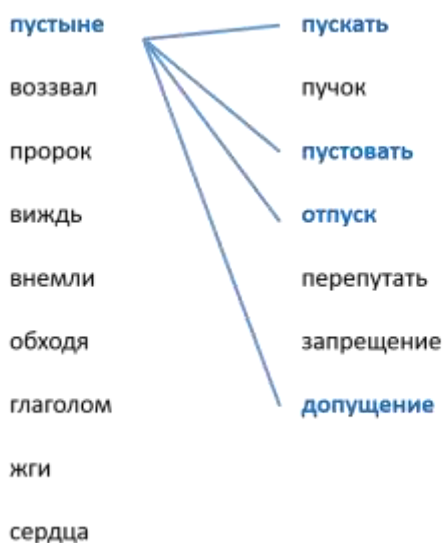 пустыне пускать
воззвал пучок
пророк пустовать
виждь отпуск
внемли перепутать
обходя запрещение
глаголом допущение
жги
сердца